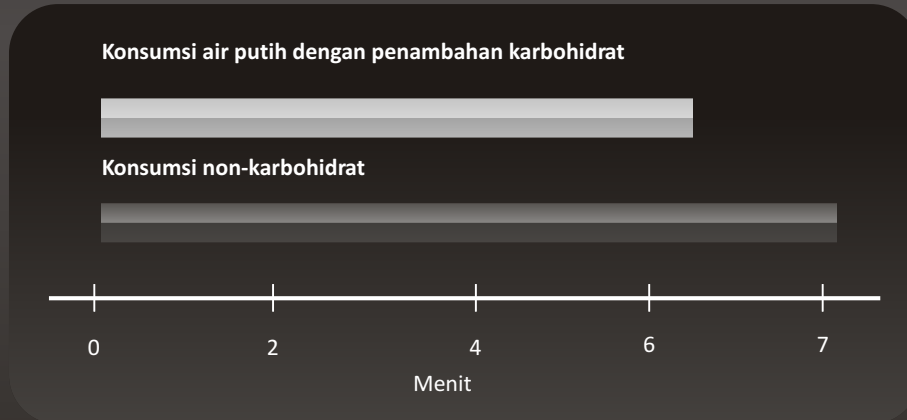 Konsumsi air putih dengan penambahan karbohidrat
Konsumsi non-karbohidrat
0 2 4 6 7
Menit